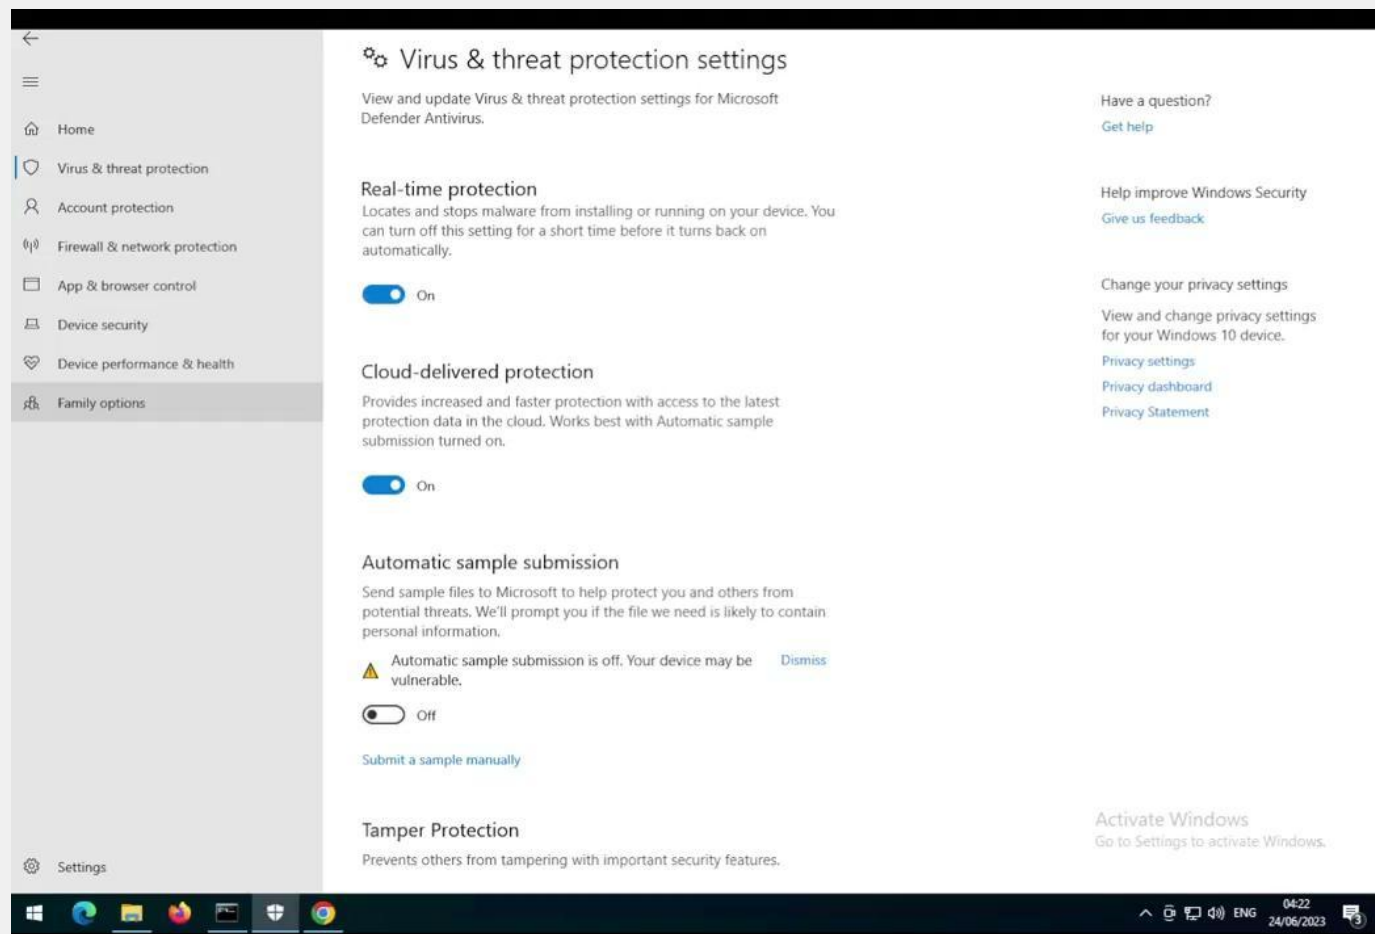 Virus & threat protection settings
View and update Virus & threat protection settings for Microsoft
Defender Antivirus.
Home
Virus & threat protection
Account protection
Firewall & network protection
App & browser control
Device security
Device performance & health
Family options
Settings
Real-time protection
Locates and stops malware from installing or running on your device. You
can turn off this setting for a short time before it turns back on
automatically.
On
Cloud-delivered protection
Provides increased and faster protection with access to the latest
protection data in the cloud. Works best with Automatic sample
submission turned on.
On
Automatic sample submission
Send sample files to Microsoft to help protect you and others from
potential threats. We'll prompt you if the file we need is likely to contain
personal information.
Automatic sample submission is off. Your device may be
vulnerable.
Dismiss
Off
Submit a sample manually
Tamper Protection
Prevents others from tampering with important security features.
Have a question?
Get help
Help improve Windows Security
Give us feedback
Change your privacy settings
View and change privacy settings
for your Windows 10 device.
Privacy settings
Privacy dashboard
Privacy Statement
Activate Windows
Go to Settings to activate Windows.
ENG
04:22
24/06/2023
3